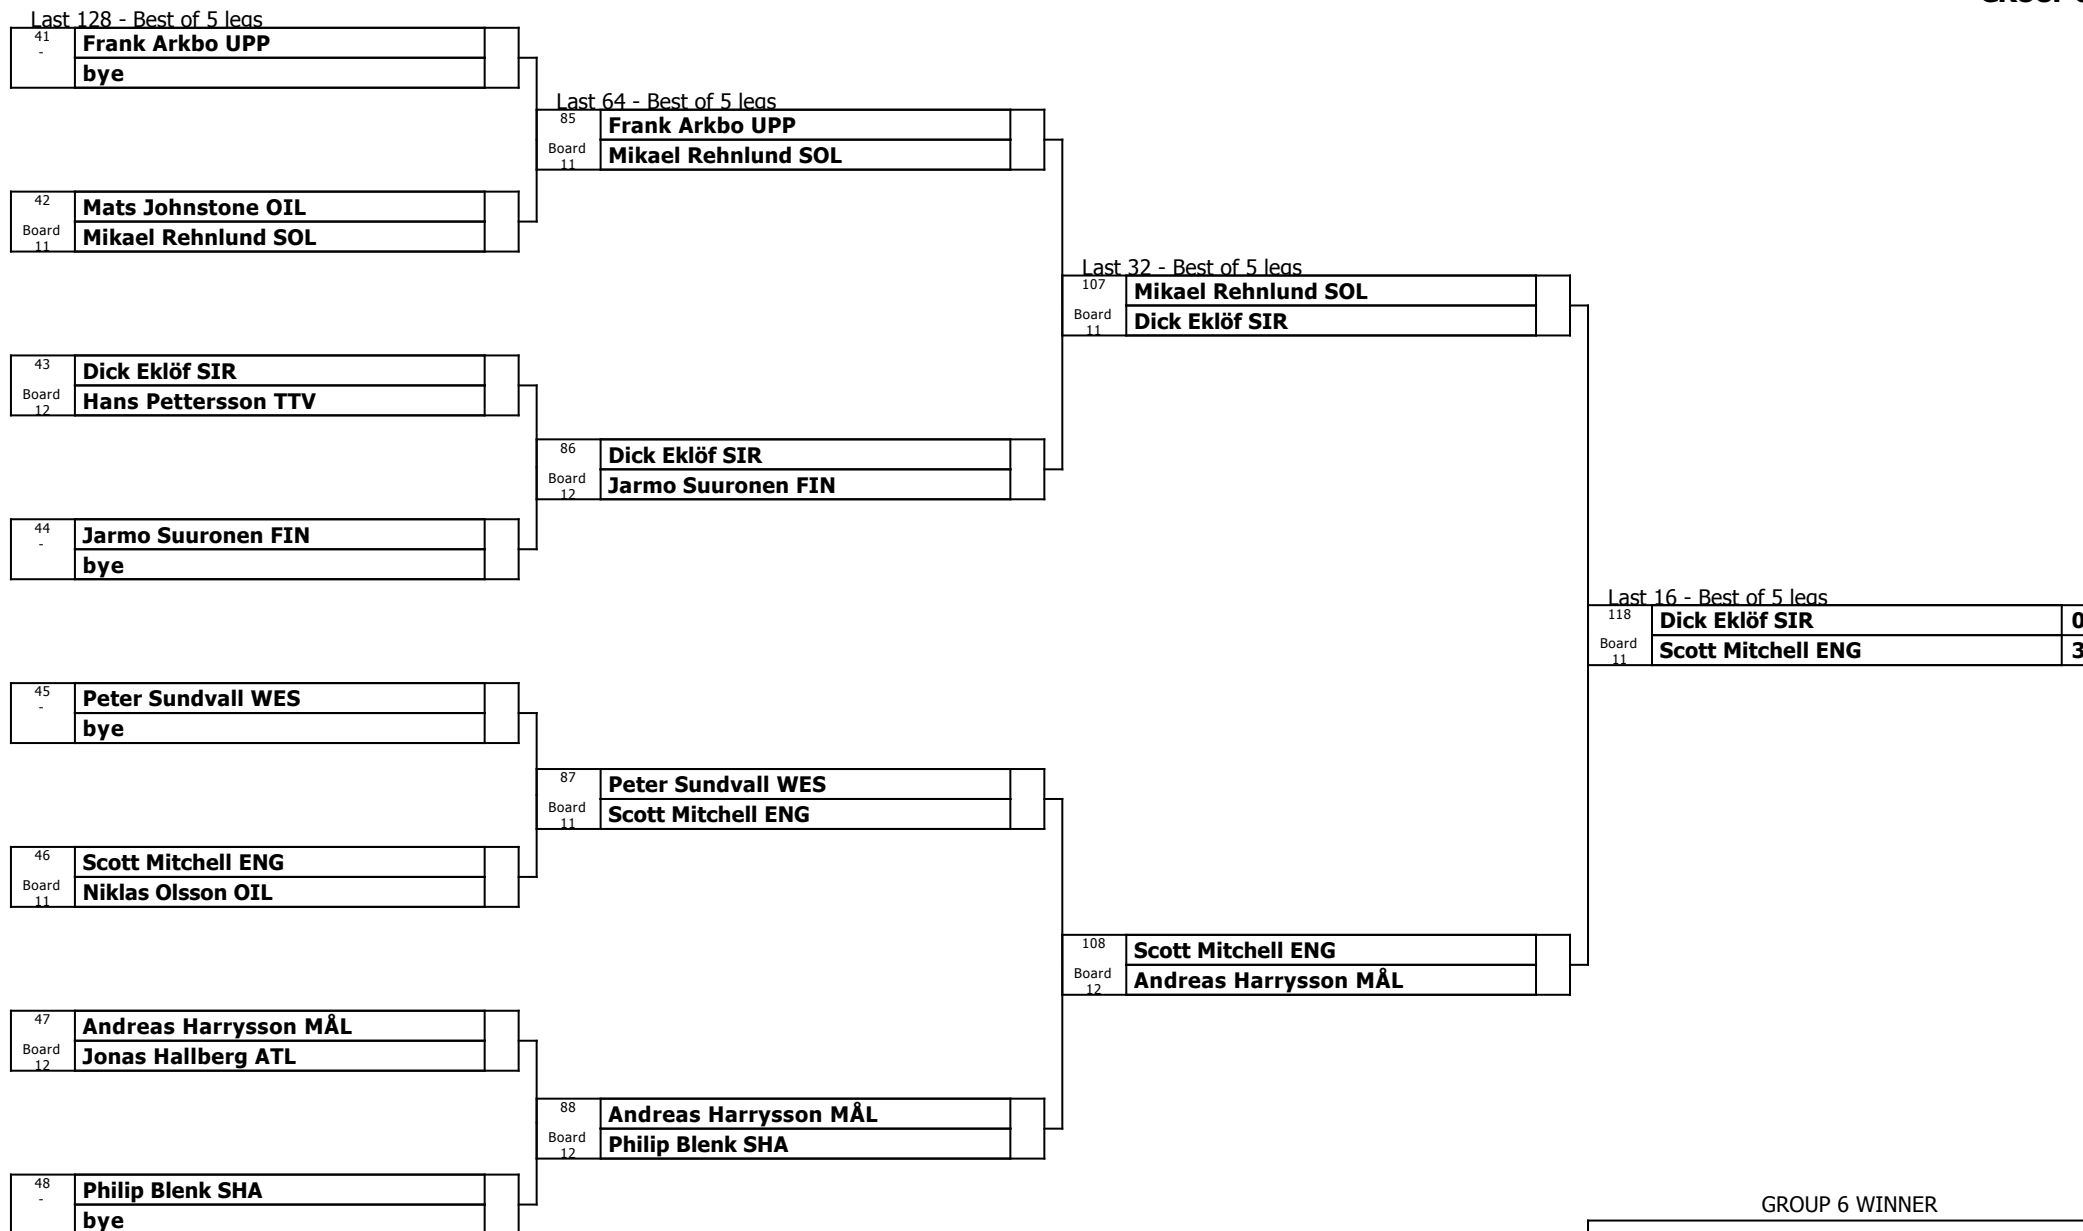 GROUP
Last 128 - Best of 5 legs
41
-
Frank Arkbo UPP
bye
42
Board
11
Mats Johnstone OIL
Mikael Rehnlund SOL
43
Board
12
Dick Eklöf SIR
Hans Pettersson TTV
44
-
Jarmo Suuronen FIN
bye
45
-
Peter Sundvall WES
bye
46
Board
11
Scott Mitchell ENG
Niklas Olsson OIL
47
Board
12
Andreas Harrysson MÅL
Jonas Hallberg ATL
48
-
Philip Blenk SHA
bye
Last 64 - Best of 5 legs
85
Board
11
Frank Arkbo UPP
Mikael Rehnlund SOL
86
Board
12
Dick Eklöf SIR
Jarmo Suuronen FIN
87
Board
11
Peter Sundvall WES
Scott Mitchell ENG
88
Board
12
Andreas Harrysson MÅL
Philip Blenk SHA
Last 32 - Best of 5 legs
107
Board
11
Mikael Rehnlund SOL
Dick Eklöf SIR
108
Board
12
Scott Mitchell ENG
Andreas Harrysson MÅL
Last 16 - Best of 5 legs
118
Board
11
Dick Eklöf SIR 0
Scott Mitchell ENG 3
GROUP 6 WINNER